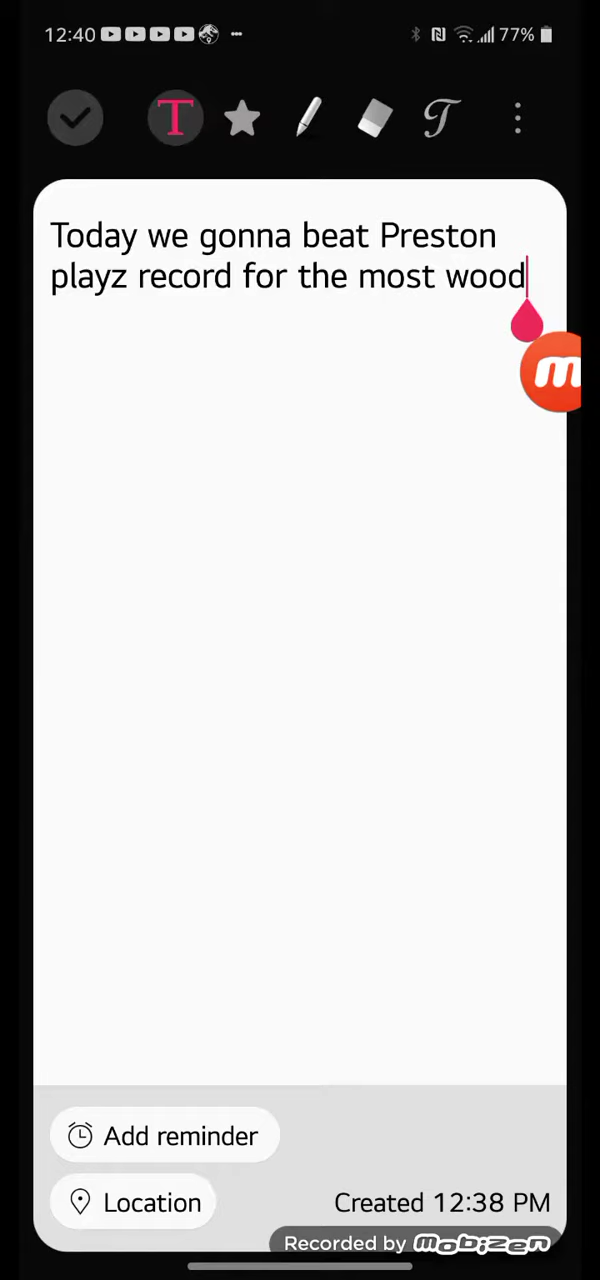 12:40
77%
T
T
Today we gonna beat Preston
playz record for the most wood
m
Add reminder
Location
Created 12:38 PM
Recorded by mobizen